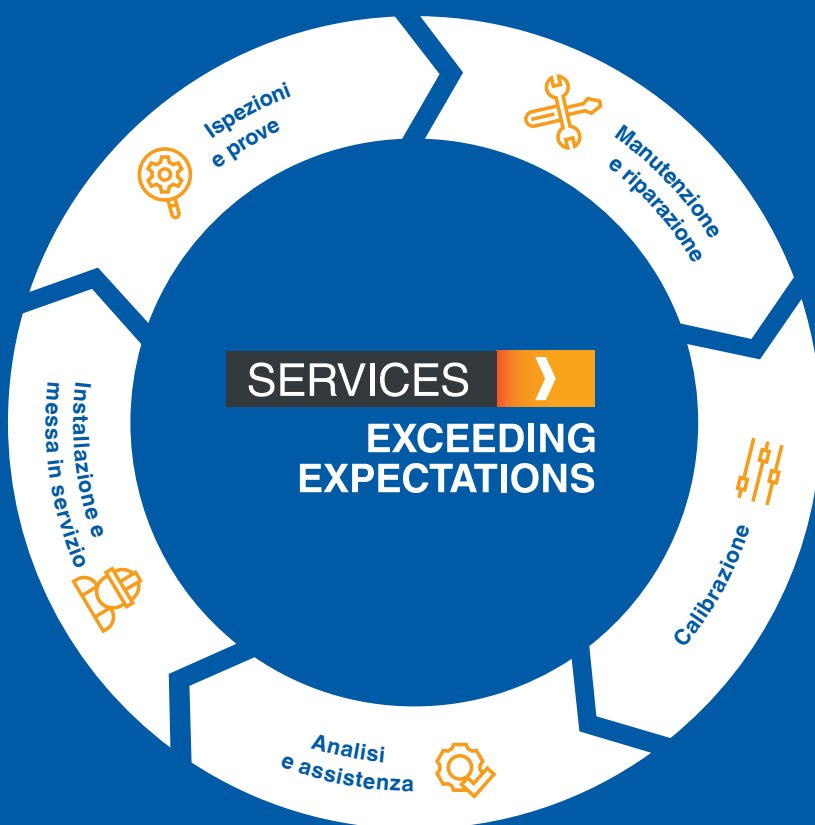 Ispezioni
e prove
Manutenzione
e riparazione
Calibrazione
Analisi
e assistenza
Installazione e
messa in servizio
SERVICES
EXCEEDING
EXPECTATIONS